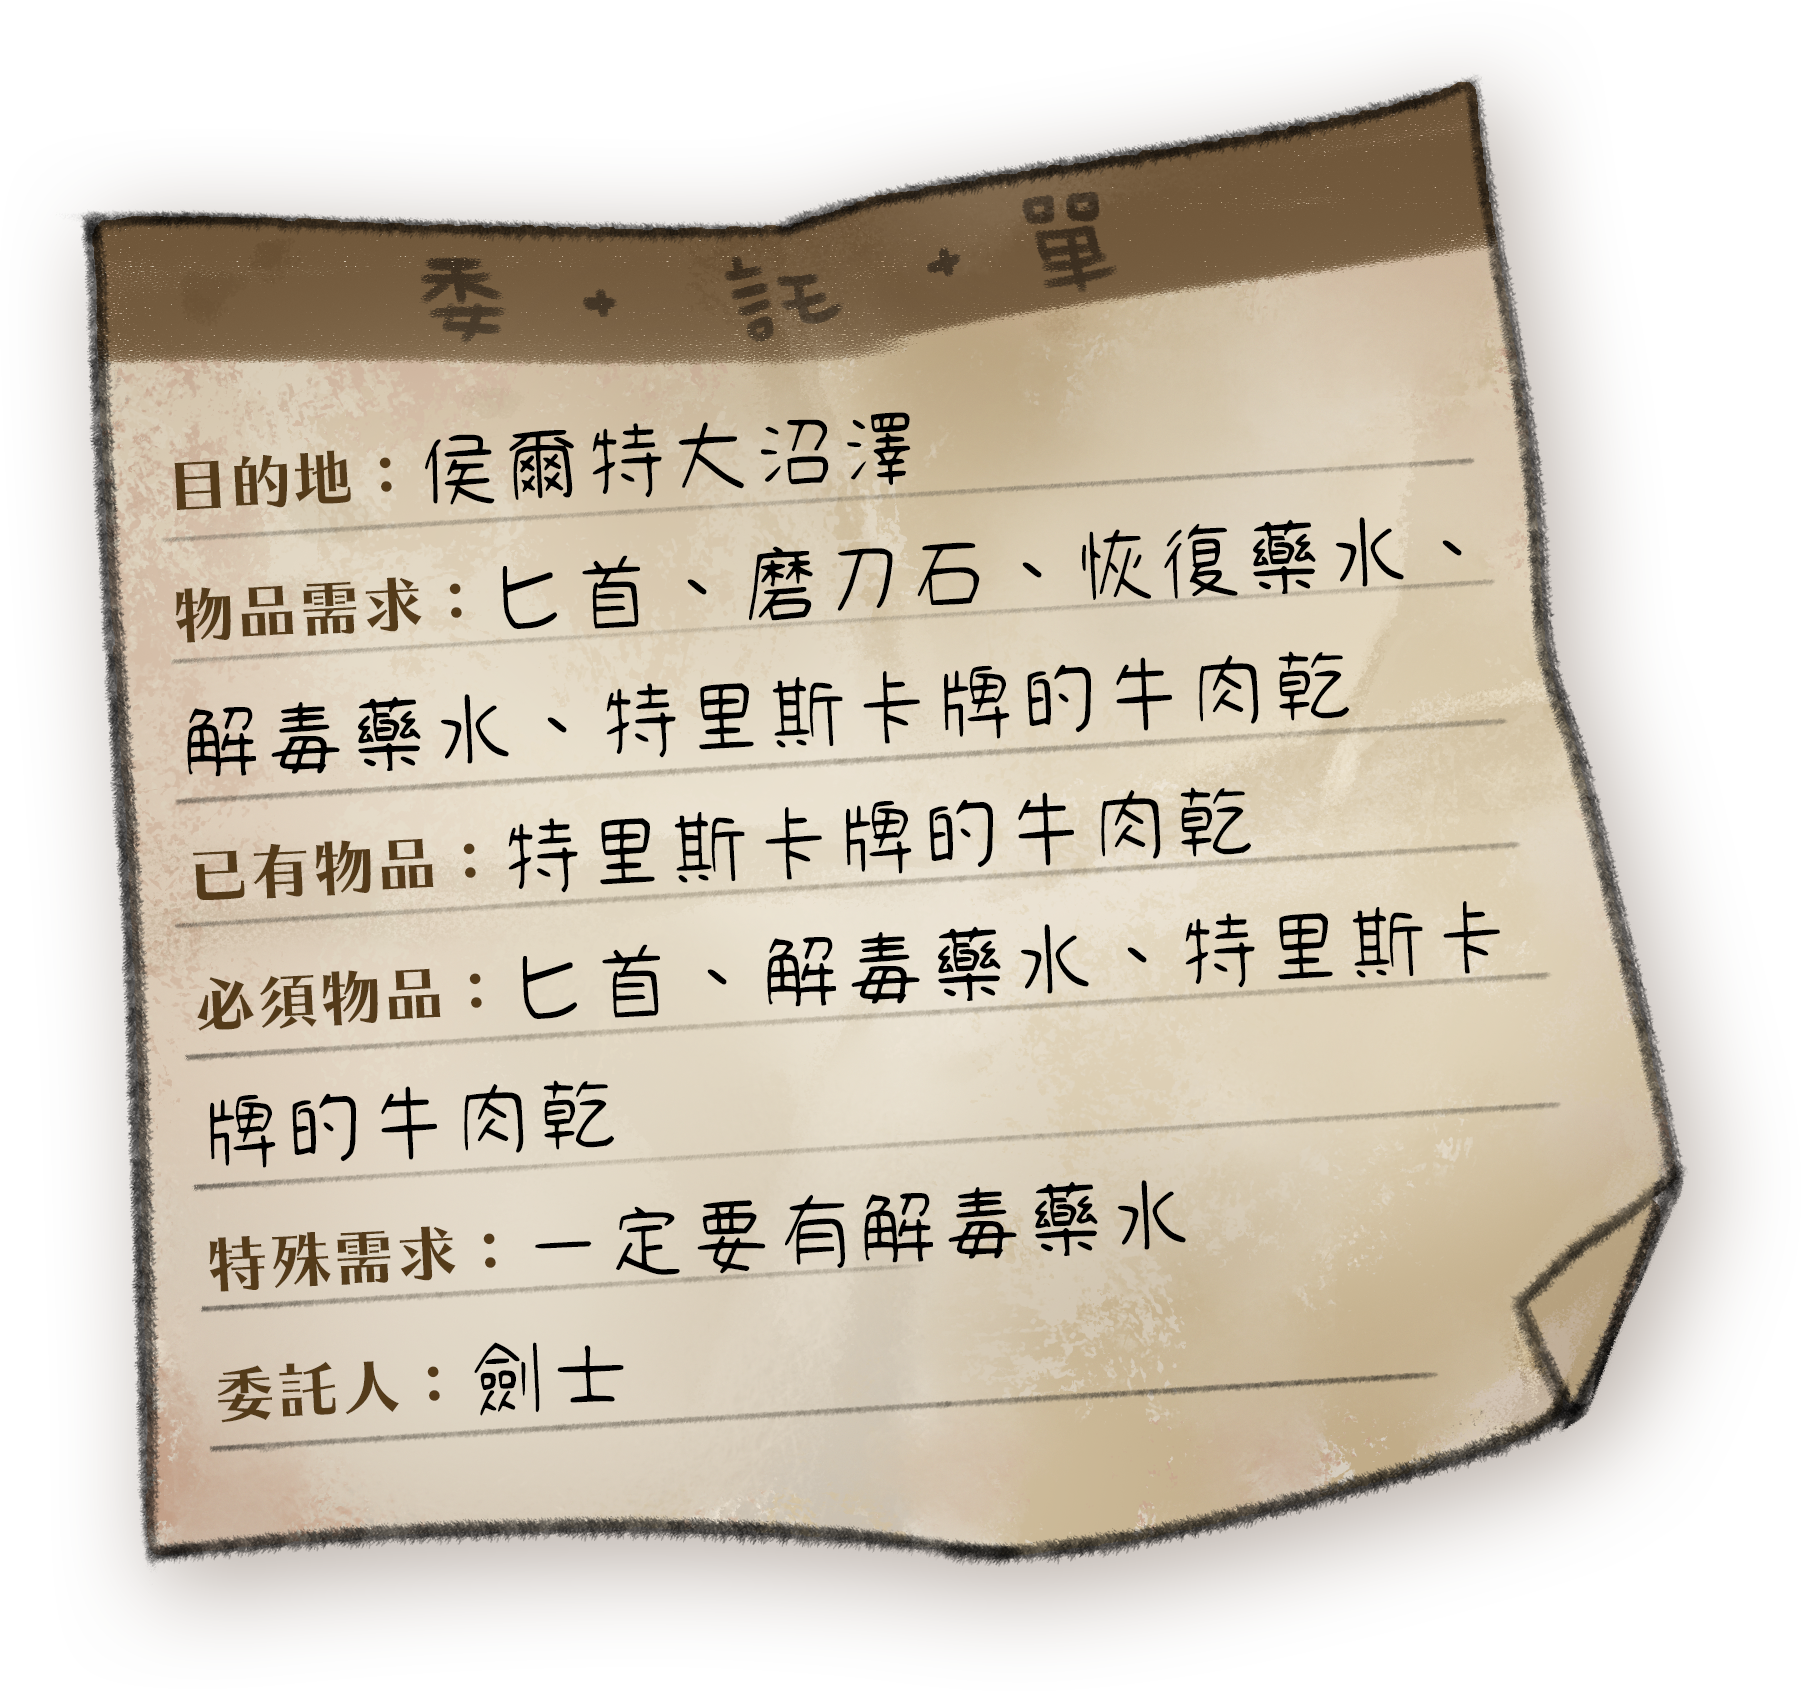 委+託+單
目的地：侯爾特大沼澤
物品需求：匕首、磨刀石、恢復藥水、
解毒藥水、特里斯卡牌的牛肉乾
已有物品：特里斯卡牌的牛肉乾
必須物品：匕首、解毒藥水、特里斯卡
牌的牛肉乾
特殊需求：一定要有解毒藥水
委託人：劍士